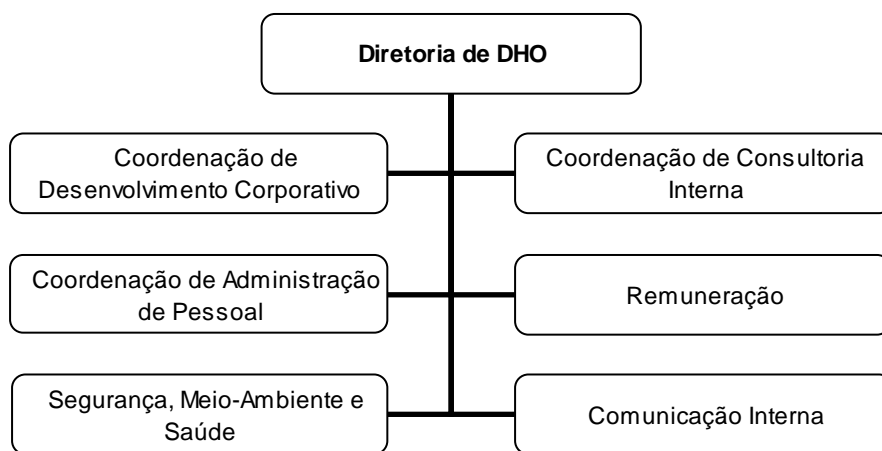 Diretoria de DHO
Coordenação de
Desenvolvimento Corporativo
Coordenação de Consultoria
Interna
Coordenação de Administração
de Pessoal
Remuneração
Segurança, Meio-Ambiente e
Saúde
Comunicação Interna